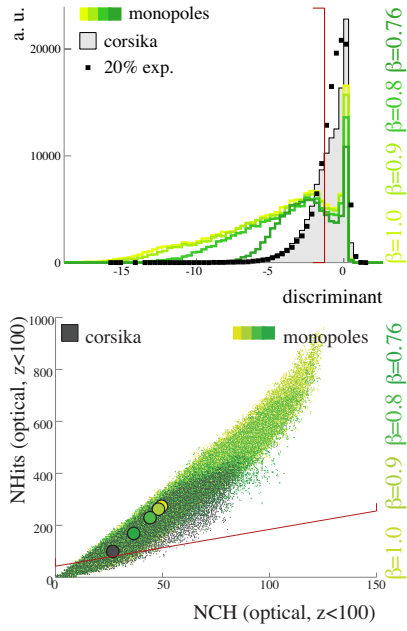 a. u.
monopoles
corsika
20% exp.
20000
10000
0
-15
-10
-5
0
discriminant
β=1.0 β=0.9 β=0.8 β=0.76
1000
800
600
400
200
0
NHits (optical, z<100)
corsika
monopoles
0
50
100
150
NCH (optical, z<100)
β=1.0 β=0.9 β=0.8 β=0.76